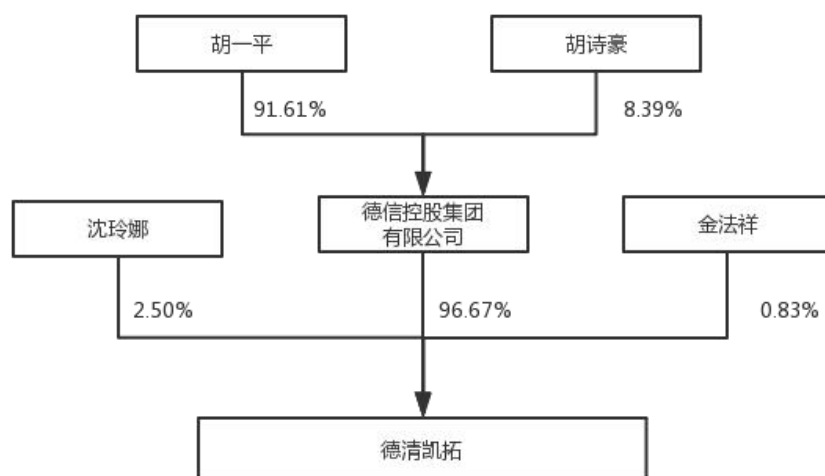 胡一平
胡诗豪
91.61%
8.39%
沈玲娜
德信控股集团
有限公司
金法祥
2.50%
96.67%
0.83%
德清凯拓